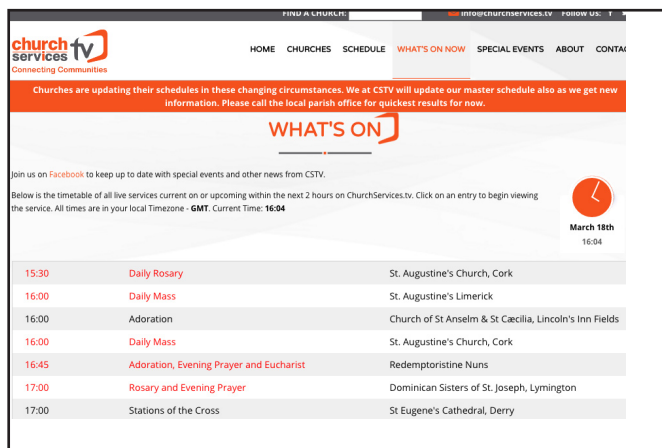 FIND A CHURCH: info@churchservices.tv Follow Us:
church tv
services
Connecting Communities
HOME CHURCHES SCHEDULE WHAT'S ON NOW SPECIAL EVENTS ABOUT
Churches are updating their schedules in these changing circumstances. We at CSTV will update our master schedule also as we get new
information. Please call the local parish office for quickest results for now.
WHAT'S ON
Join us on Facebook to keep up to date with special events and other news from CSTV.
Below is the timetable of all live services current on or upcoming within the next 2 hours on ChurchServices.tv. Click on an entry to begin viewing
the service. All times are in your local Timezone - GMT. Current Time: 16:04
March 18th
16:04
15:30 Daily Rosary St. Augustine's Church, Cork
16:00 Daily Mass St. Augustine's Limerick
16:00 Adoration Church of St Anselm & St Cæcilia, Lincoln's Inn Fields
16:00 Daily Mass St. Augustine's Church, Cork
16:45 Adoration, Evening Prayer and Eucharist Redemptoristine Nuns
17:00 Rosary and Evening Prayer Dominican Sisters of St. Joseph, Lymington
17:00 Stations of the Cross St Eugene's Cathedral, Derry